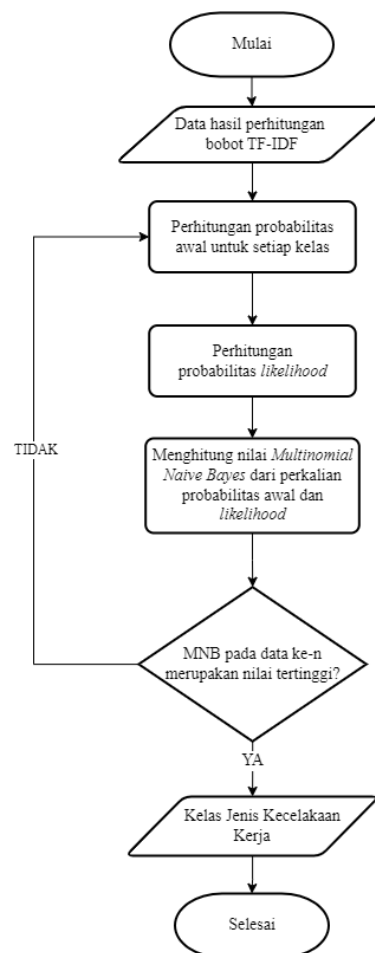 Mulai
Data hasil perhitungan
bobot TF-IDF
Perhitungan probabilitas
awal untuk setiap kelas
Perhitungan
probabilitas likelihood
TIDAK
Menghitung nilai Multinomial
Naive Bayes dari perkalian
probabilitas awal dan
likelihood
MNB pada data ke-n
merupakan nilai tertinggi?
YA
Kelas Jenis Kecelakaan
Kerja
Selesai